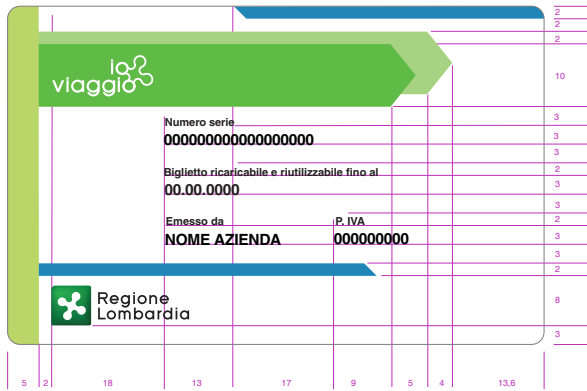 2
2
2
io
viaggio
10
Numero serie
3
000000000000000000
3
3
Biglietto ricaricabile e riutilizzabile fino al
2
00.00.0000
3
3
Emesso da P. IVA
2
NOME AZIENDA 000000000
3
3
2
Regione
Lombardia
8
3
5 2 18 13 17 9 5 4 13,6